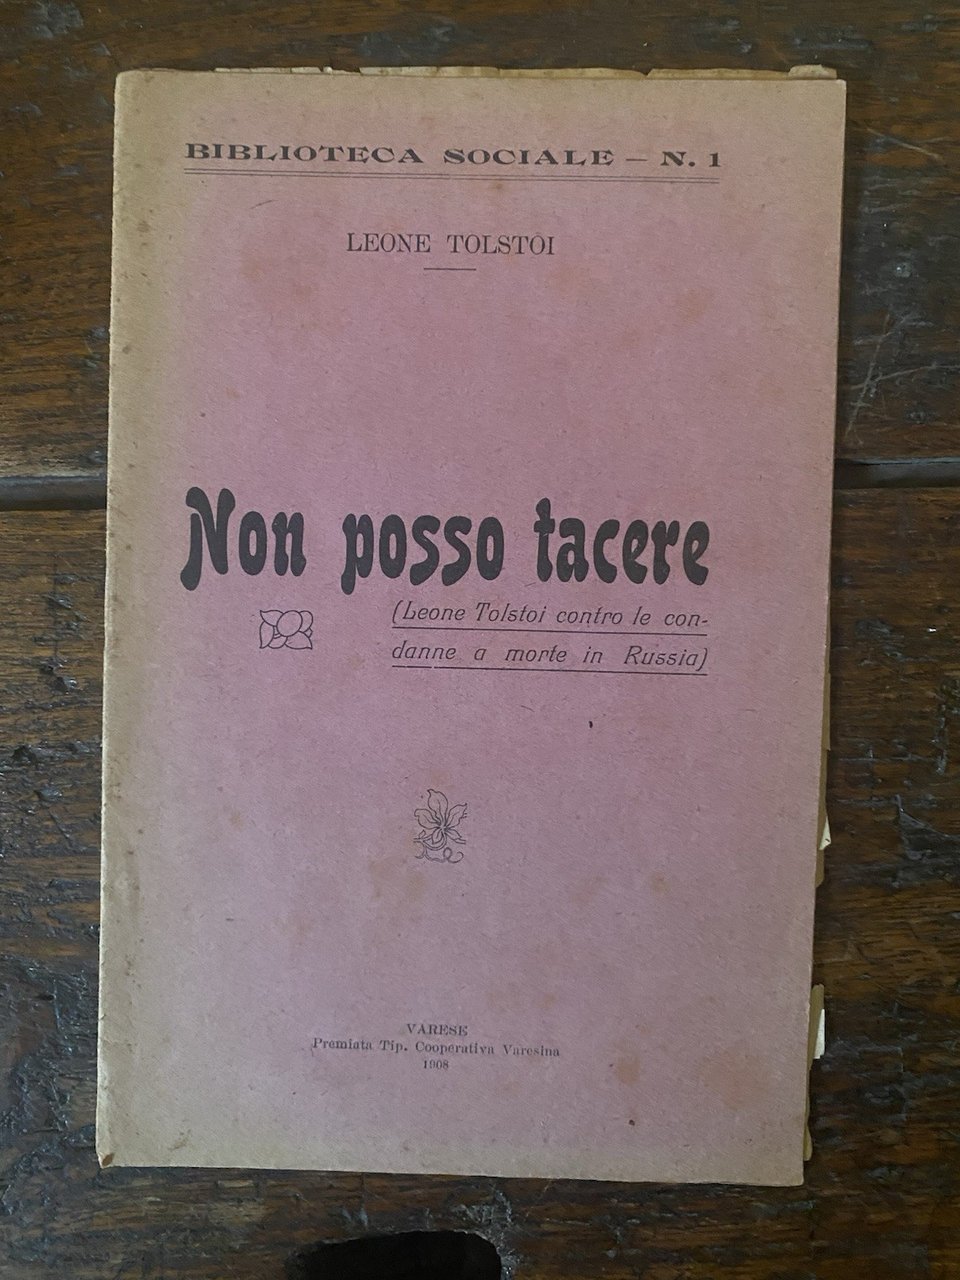 BIBLIOTECA SOCIALE — N. 1
LEONE TOLSTOI
Non posso tacere
(Leone Tolstoi contro le con-
danne a morte in Russia)
VARESE
Premiata Tip. Cooperativa Varesina
1908